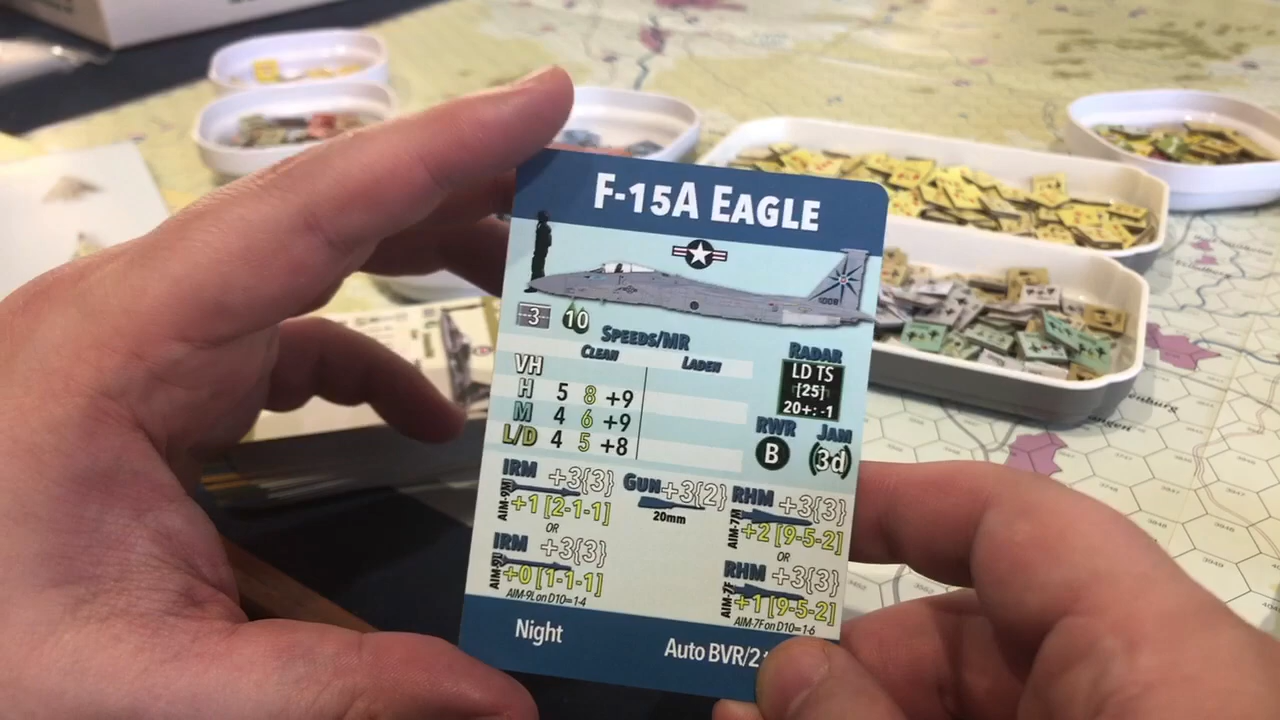 F-15A EAGLE
3 10
SPEEDS/MR
CLEAN LADEN
VH
H 5 8 +9
M 4 6 +9
L/D 4 5 +8
RADAR
LD TS
[25]
20+: -1
RWR JAM
B (3d)
IRM +3{3}
AIM-9M
+1 [2-1-1]
OR
IRM +3{3}
+0 [1-1-1]
AIM-9L on D10=1-4
GUN +3{2}
20mm
RHM +3{3}
AIM-7M
+2 [9-5-2]
OR
RHM +3{3}
AIM-7F
+1 [9-5-2]
AIM-7F on D10=1-6
Night
Auto BVR/2